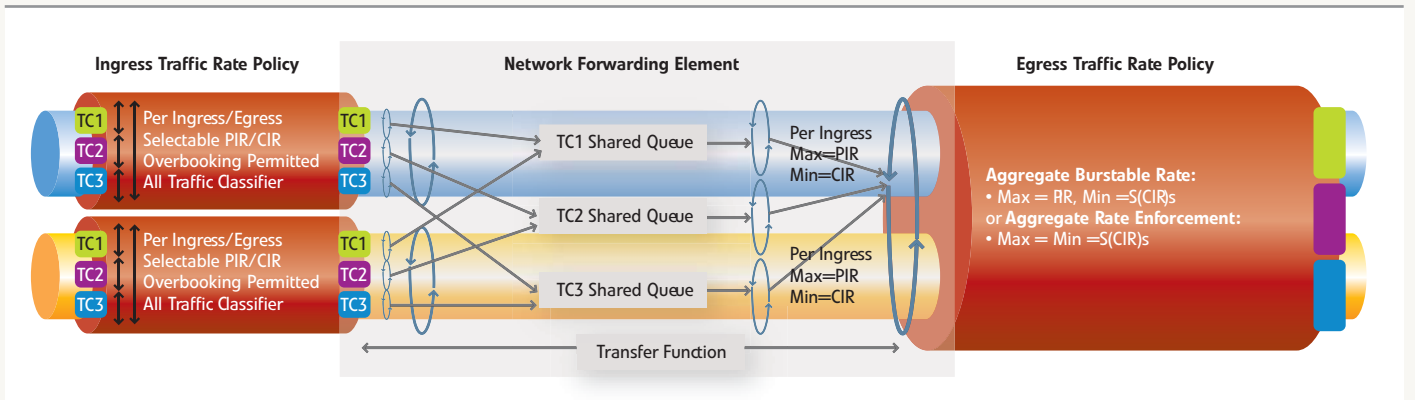 Ingress Traffic Rate Policy
Network Forwarding Element
Egress Traffic Rate Policy
TC1
TC2
TC3
Per Ingress/Egress
Selectable PIR/CIR
Overbooking Permitted
All Traffic Classifier
TC1
TC2
TC3
TC1
TC2
TC3
Per Ingress/Egress
Selectable PIR/CIR
Overbooking Permitted
All Traffic Classifier
TC1
TC2
TC3
TC1 Shared Queue
TC2 Shared Queue
TC3 Shared Queue
Per Ingress
Max=PIR
Min=CIR
Per Ingress
Max=PIR
Min=CIR
Transfer Function
Aggregate Burstable Rate:
• Max = PIR, Min =S(CIR)s
or Aggregate Rate Enforcement:
• Max = Min =S(CIR)s